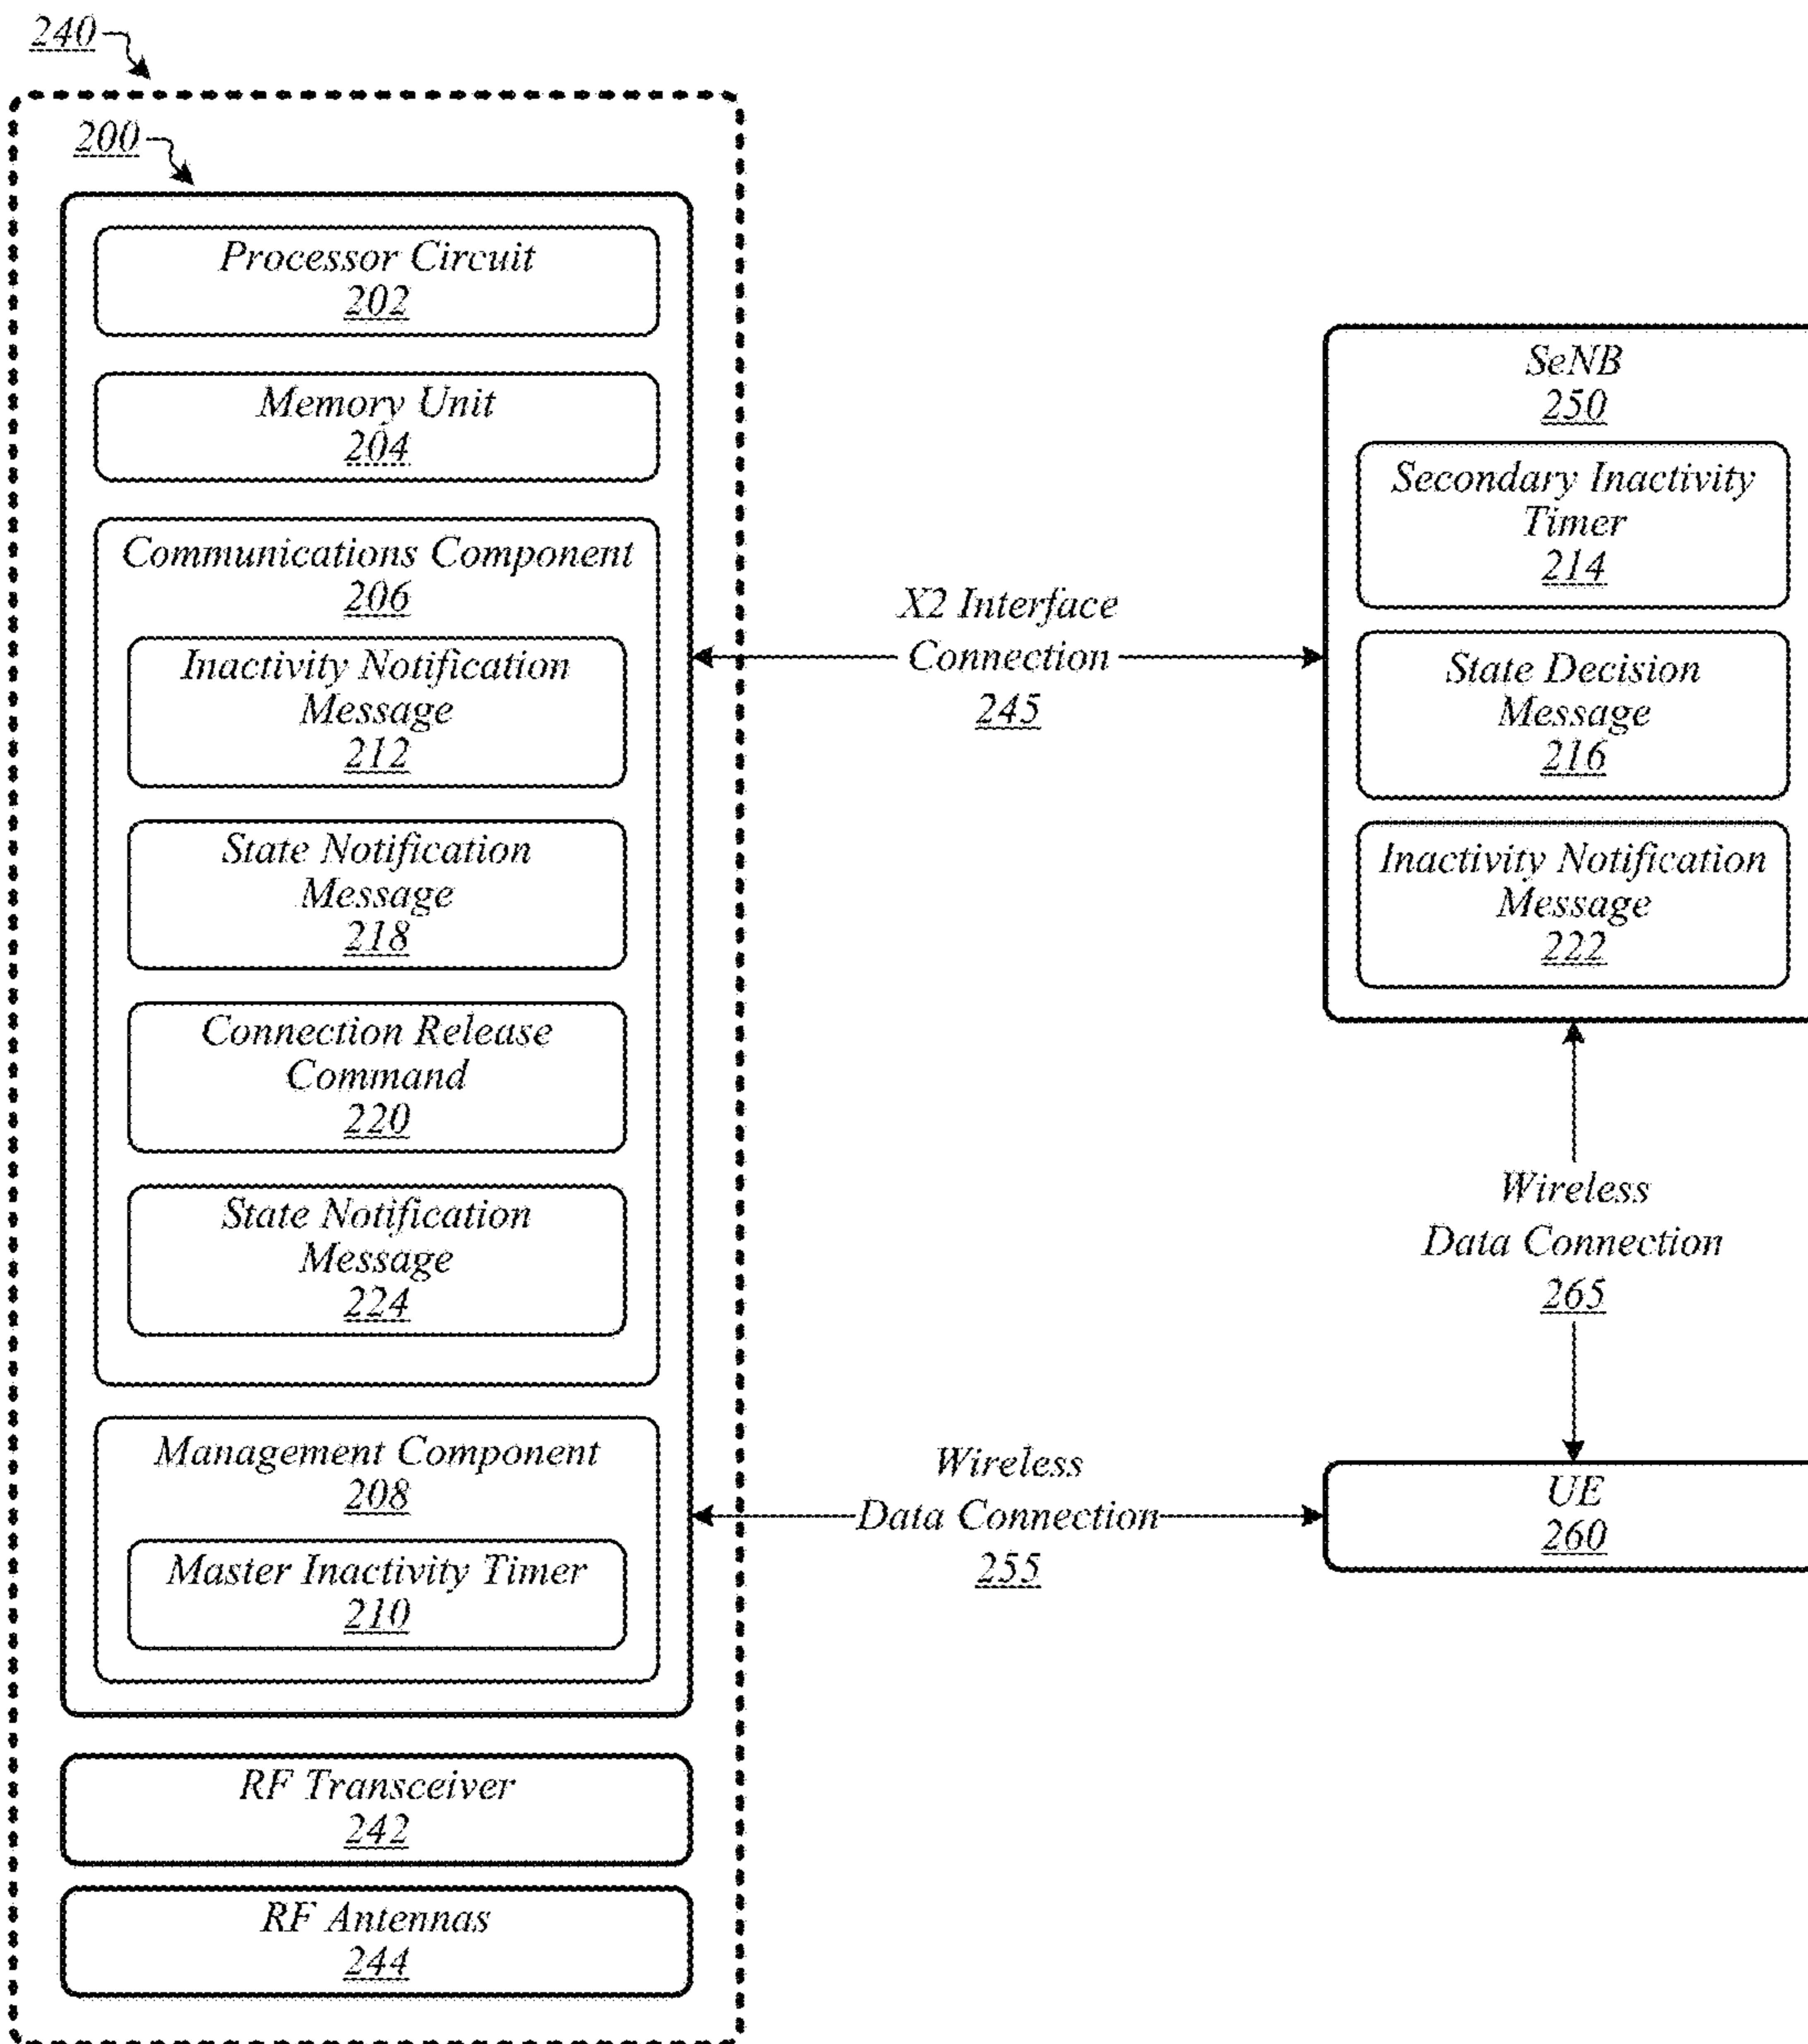 240
200
Processor Circuit
202
Memory Unit
204
Communications Component
206
Inactivity Notification
Message
212
State Notification
Message
218
Connection Release
Command
220
State Notification
Message
224
Management Component
208
Master Inactivity Timer
210
RF Transceiver
242
RF Antennas
244
X2 Interface
Connection
245
Wireless
Data Connection
255
SeNB
250
Secondary Inactivity
Timer
214
State Decision
Message
216
Inactivity Notification
Message
222
Wireless
Data Connection
265
UE
260